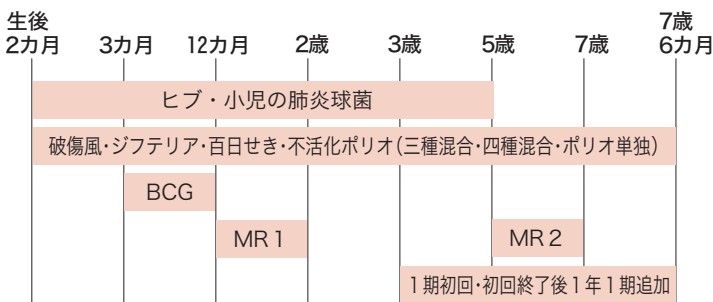 生後
2カ月 3カ月 12カ月 2歳 3歳 5歳 7歳 7歳
6カ月
ヒブ・小児の肺炎球菌
破傷風・ジフテリア・百日せき・不活化ポリオ(三種混合・四種混合・ポリオ単独)
BCG
MR1
MR2
1期初回・初回終了後1年1期追加